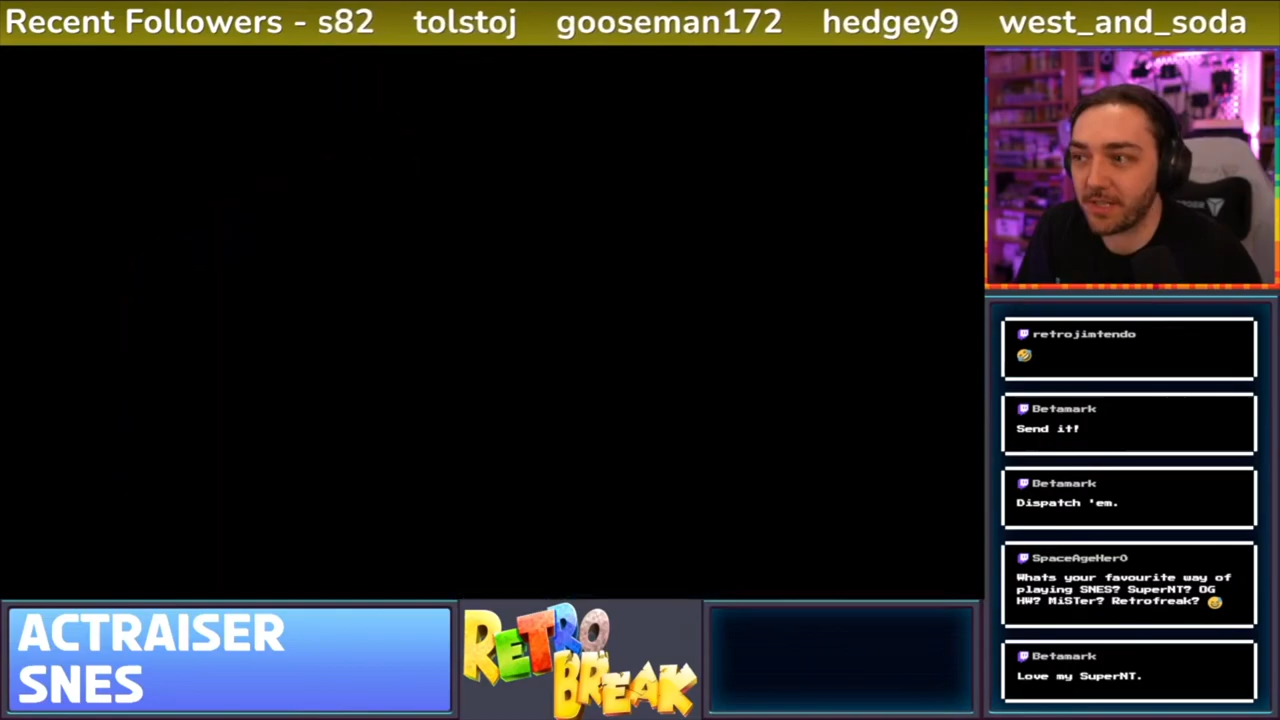 Recent Followers - s82 tolstoj gooseman172 hedgey9 west_and_soda
retrojimtendo
Betamark
Send it!
Betamark
Dispatch 'em.
SpaceAgeHer0
Whats your favourite way of
playing SNES? SuperNT? OG
HW? MiSTer? Retrofreak?
Betamark
Love my SuperNT.
ACTRAISER
SNES
RETRO
BREAK